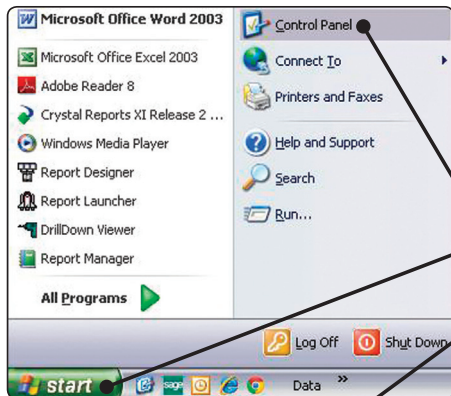 Microsoft Office Word 2003
Microsoft Office Excel 2003
Adobe Reader 8
Crystal Reports XI Release 2 ...
Windows Media Player
Report Designer
Report Launcher
DrillDown Viewer
Report Manager
All Programs
Control Panel
Connect To
Printers and Faxes
Help and Support
Search
Run...
Log Off Shut Down
start sage Data »